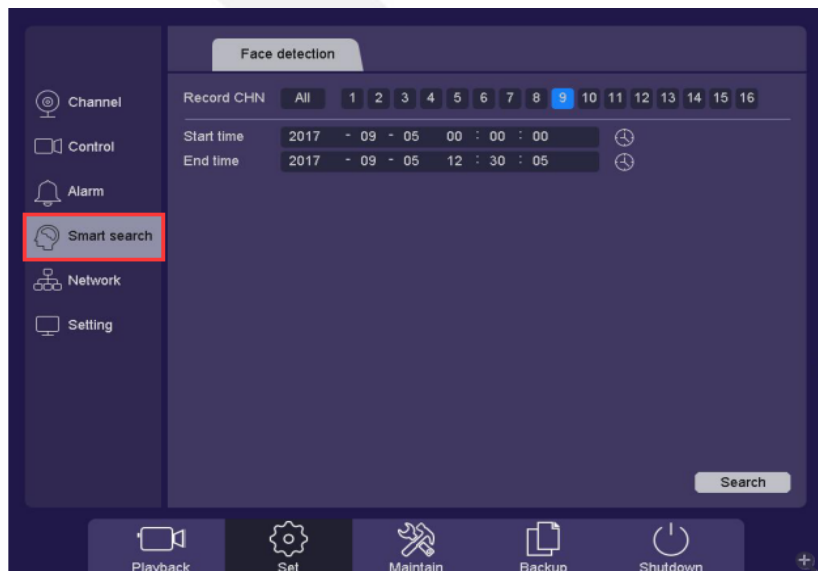 Face detection
Channel
Control
Alarm
Smart search
Network
Setting
Record CHN All 1 2 3 4 5 6 7 8 9 10 11 12 13 14 15 16
Start time 2017 - 09 - 05 00 : 00 : 00
End time 2017 - 09 - 05 12 : 30 : 05
Search
Playback Set Maintain Backup Shutdown